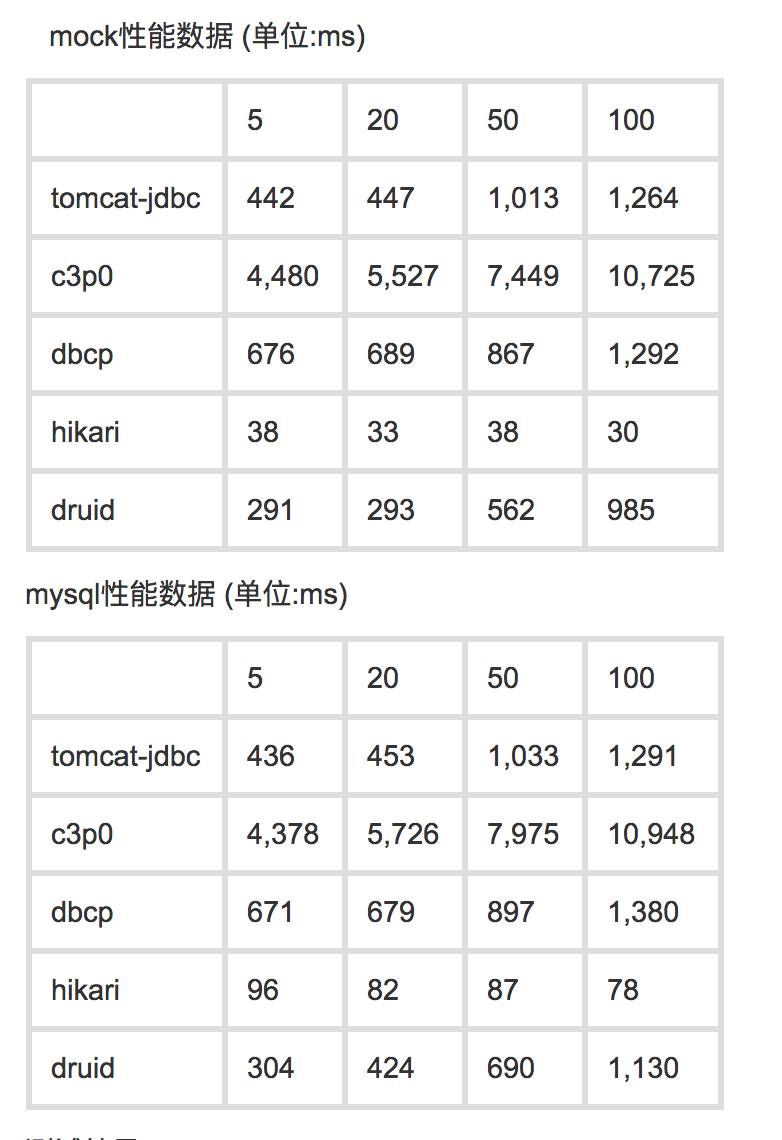 mock性能数据 (单位:ms)
5 20 50 100
tomcat-jdbc 442 447 1,013 1,264
c3p0 4,480 5,527 7,449 10,725
dbcp 676 689 867 1,292
hikari 38 33 38 30
druid 291 293 562 985
mysql性能数据 (单位:ms)
5 20 50 100
tomcat-jdbc 436 453 1,033 1,291
c3p0 4,378 5,726 7,975 10,948
dbcp 671 679 897 1,380
hikari 96 82 87 78
druid 304 424 690 1,130